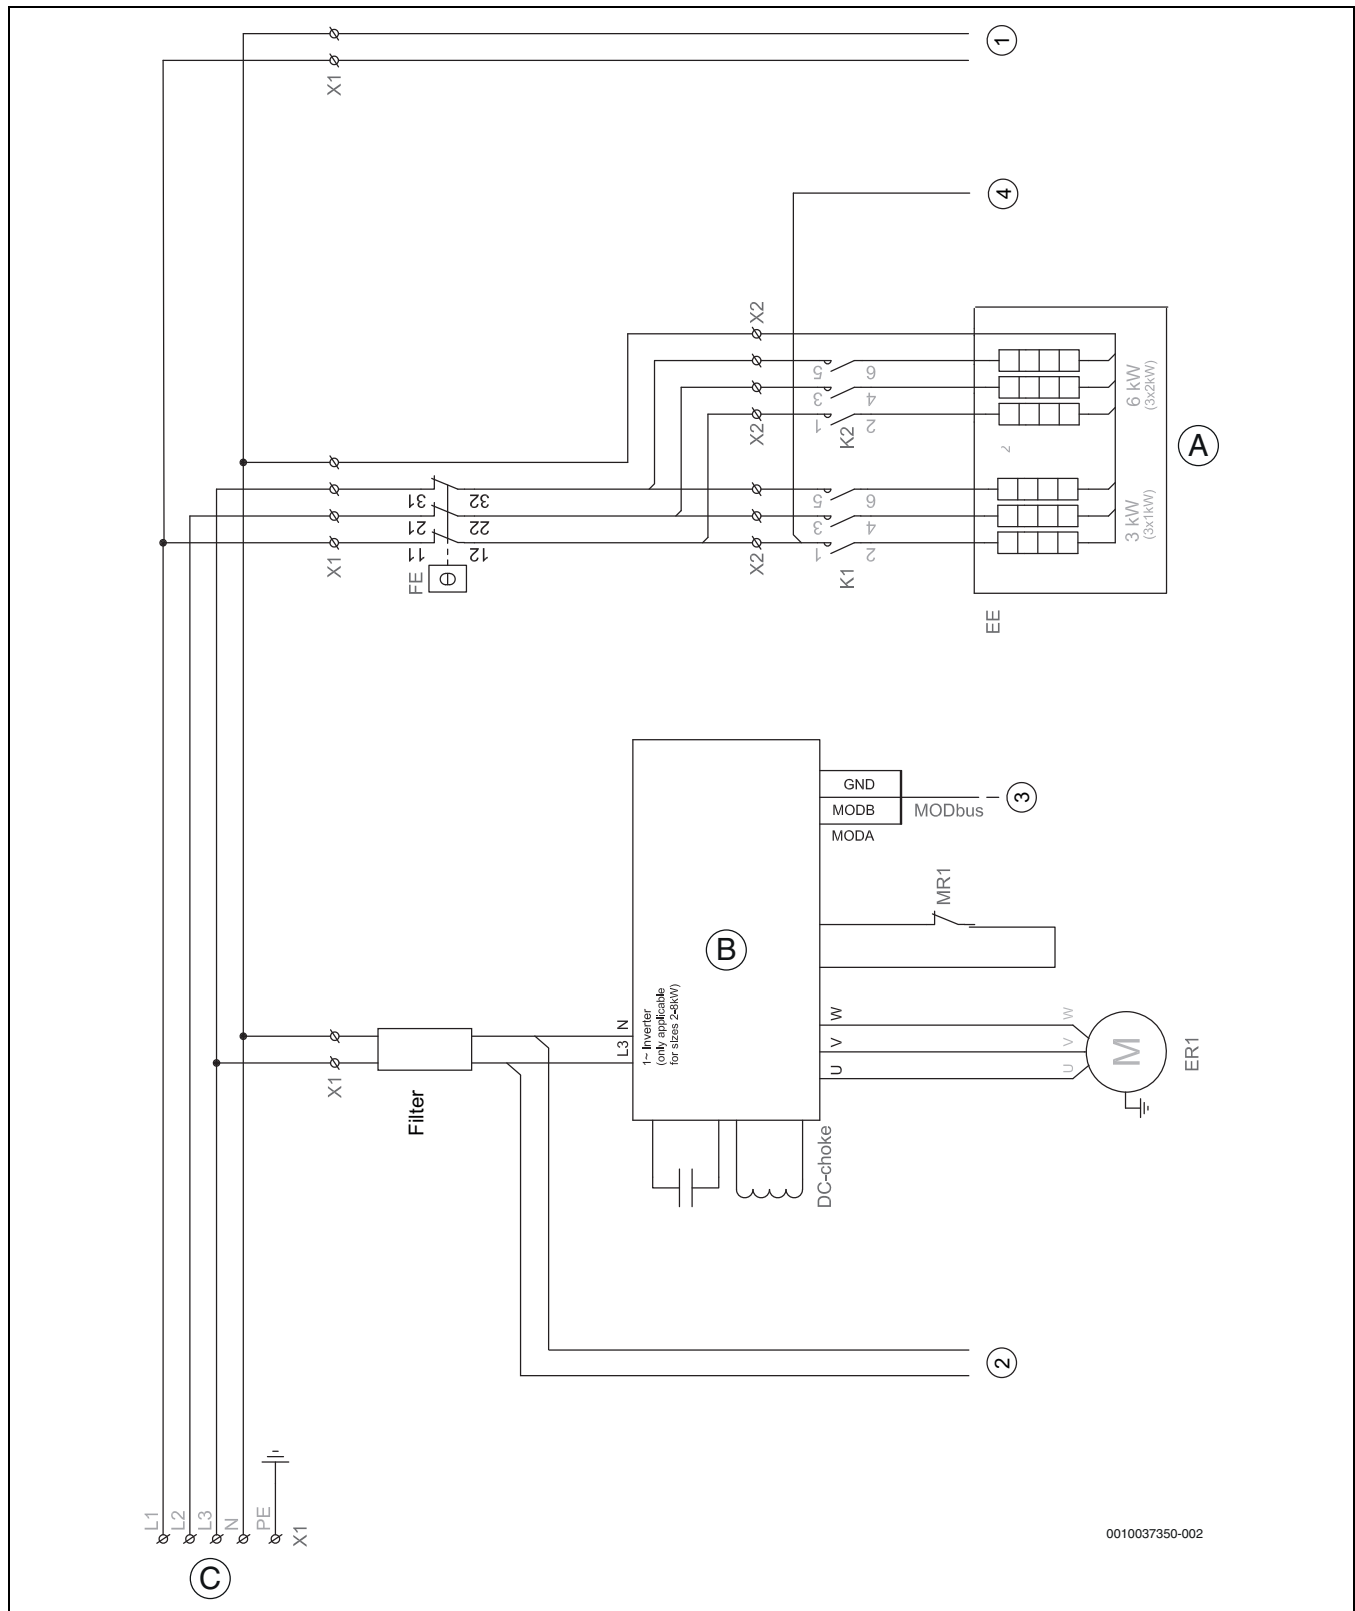 1
X1
4
X2
5 6
3 4
1 2
X2
K2
6 kW
(3x2kW)
2
A
31 32
21 22
11 12
X1
FE
Θ
5 6
3 4
1 2
X2
K1
3 kW
(3x1kW)
EE
GND
MODB
MODA
MODbus
3
MR1
B
1~ Inverter
(only applicable
for sizes 2-8kW)
N
L3
X1
Filter
W
V
U
W
V
U
M
ER1
DC-choke
2
L1
L2
L3
N
PE
X1
C
0010037350-002